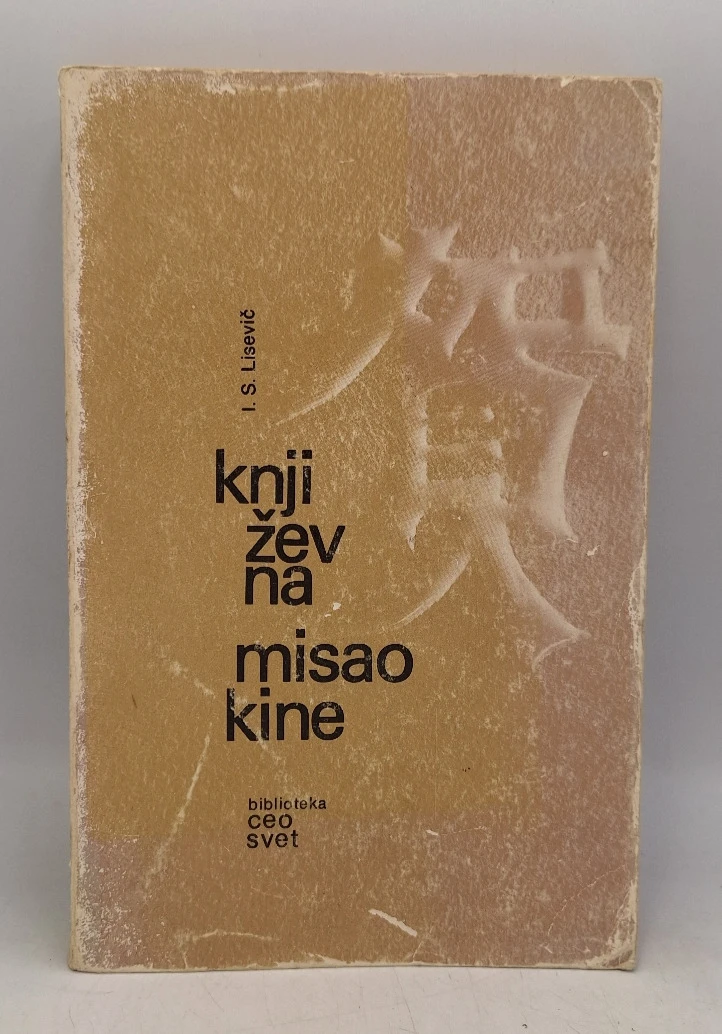 I. S. Lisevič
knji
žev
na
misao
kine
biblioteka
ceo
svet